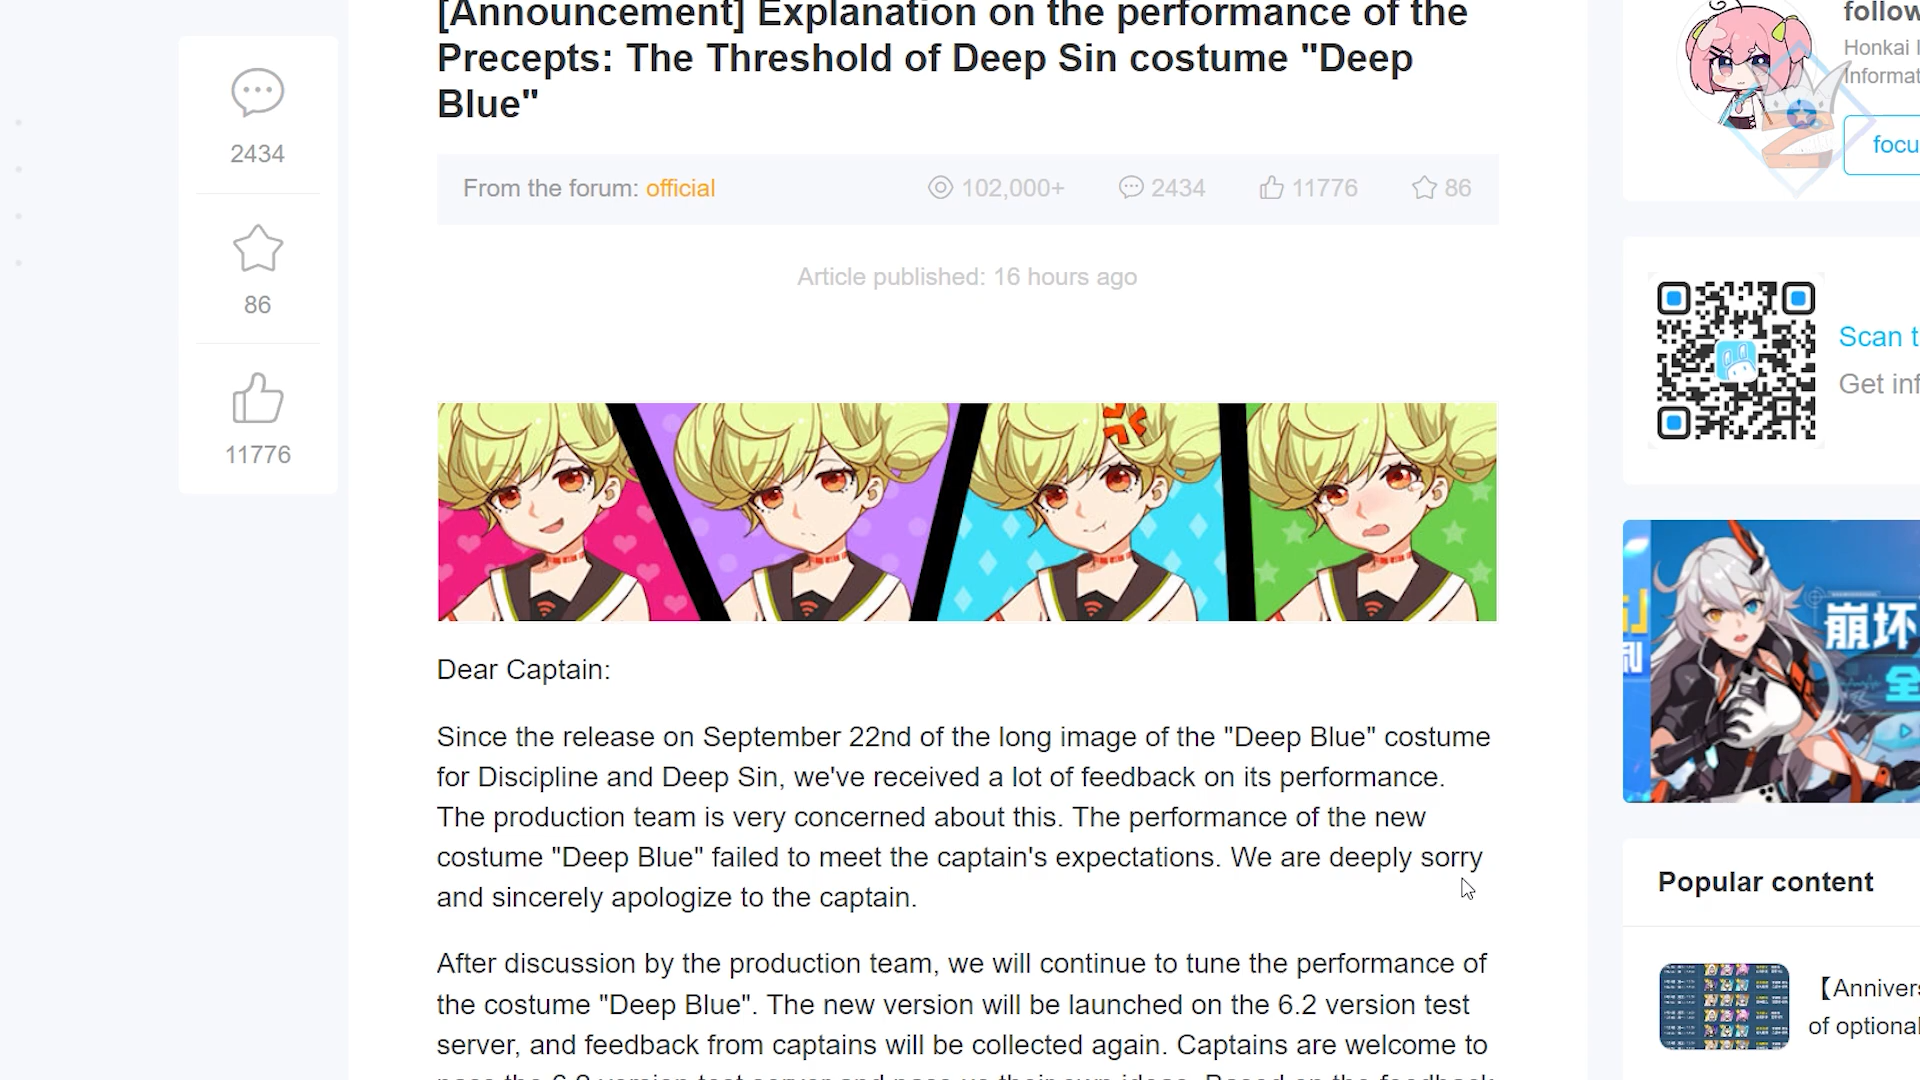 [Announcement] Explanation on the performance of the
Precepts: The Threshold of Deep Sin costume "Deep
Blue"
2434
86
11776
From the forum: official
102,000+
2434
11776
86
Article published: 16 hours ago
Dear Captain:
Since the release on September 22nd of the long image of the "Deep Blue" costume
for Discipline and Deep Sin, we've received a lot of feedback on its performance.
The production team is very concerned about this. The performance of the new
costume "Deep Blue" failed to meet the captain's expectations. We are deeply sorry
and sincerely apologize to the captain.
After discussion by the production team, we will continue to tune the performance of
the costume "Deep Blue". The new version will be launched on the 6.2 version test
server, and feedback from captains will be collected again. Captains are welcome to
follow
Honkai I
Informat
focu
Scan t
Get inf
崩坏
全
Popular content
【Annivers
of optional